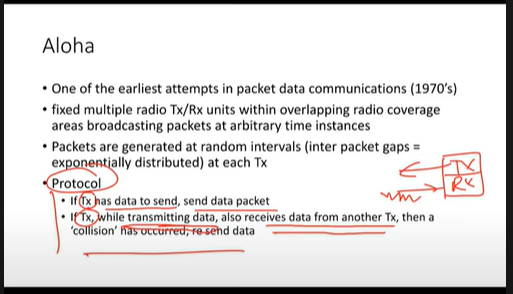 Aloha
• One of the earliest attempts in packet data communications (1970's)
• fixed multiple radio Tx/Rx units within overlapping radio coverage
areas broadcasting packets at arbitrary time instances
• Packets are generated at random intervals (inter packet gaps =
exponentially distributed) at each Tx
• Protocol
• If Tx has data to send, send data packet
• If Tx, while transmitting data, also receives data from another Tx, then a
'collision' has occurred, re send data
TX
RX